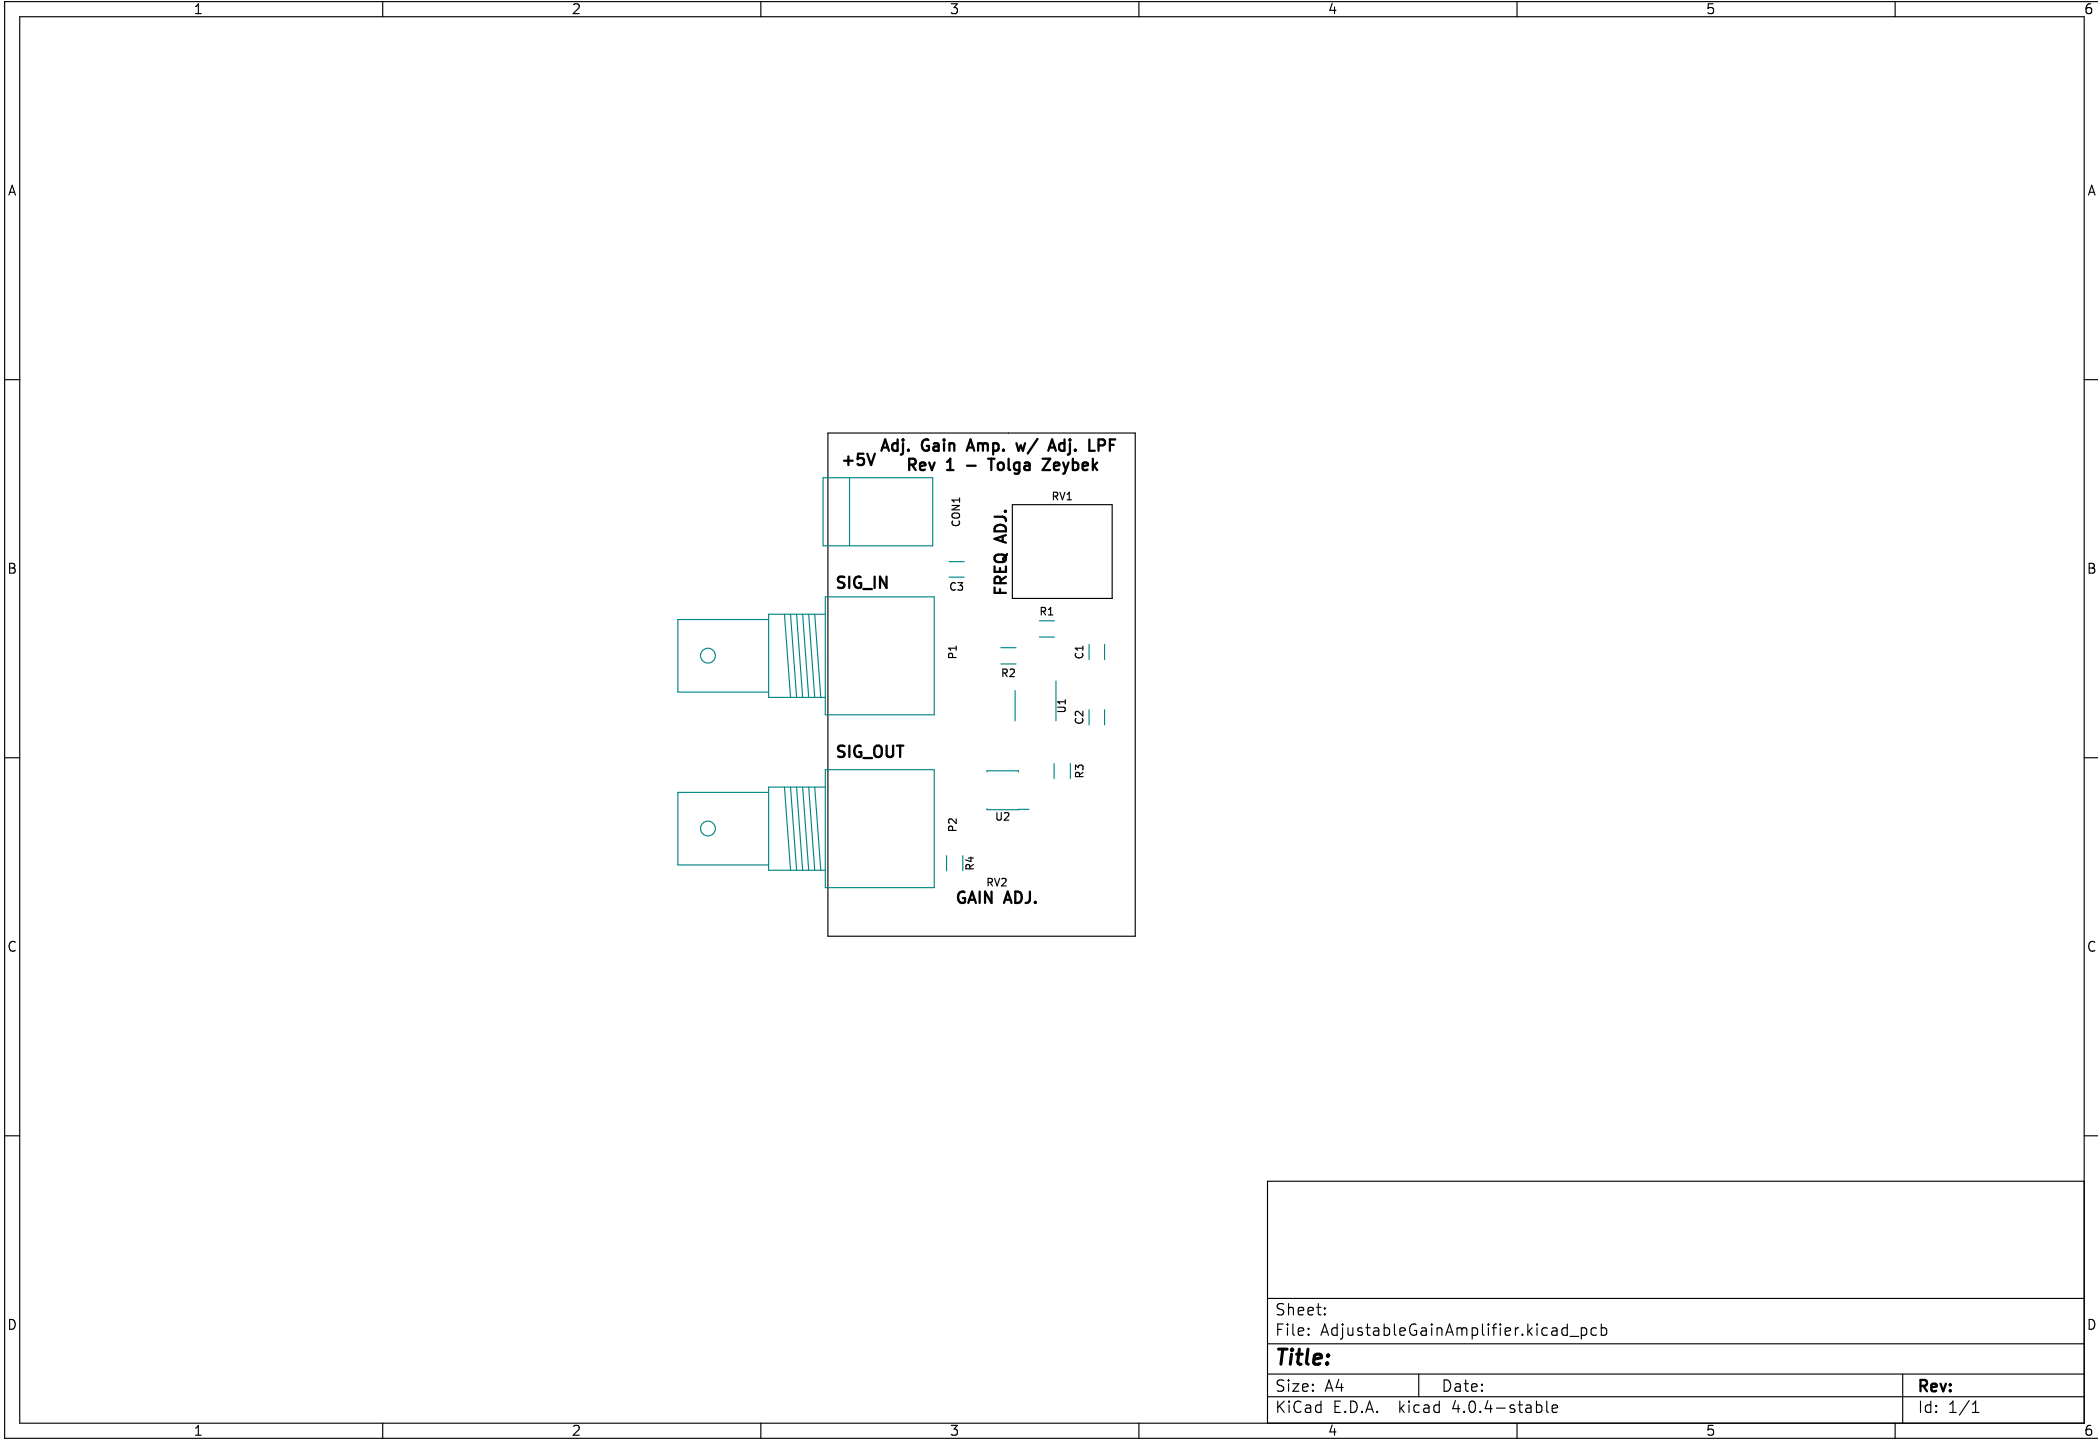 1 2 3 4 5 6
A A
Adj. Gain Amp. w/ Adj. LPF
+5V Rev 1 - Tolga Zeybek
RV1
CON1
FREQ ADJ.
B B
SIG_IN
C3
R1
P1
C1
R2
U1
C2
SIG_OUT
R3
U2
P2
R4
RV2
GAIN ADJ.
C C
Sheet:
File: AdjustableGainAmplifier.kicad_pcb
D D
Title:
Size: A4 Date: Rev:
KiCad E.D.A. kicad 4.0.4-stable Id: 1/1
1 2 3 4 5 6